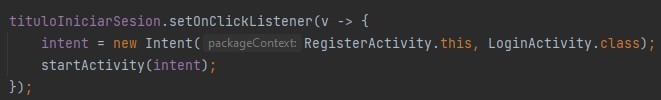 tituloIniciarSesion.setOnClickListener(v -> {
intent = new Intent( packageContext: RegisterActivity.this, LoginActivity.class);
startActivity(intent);
});